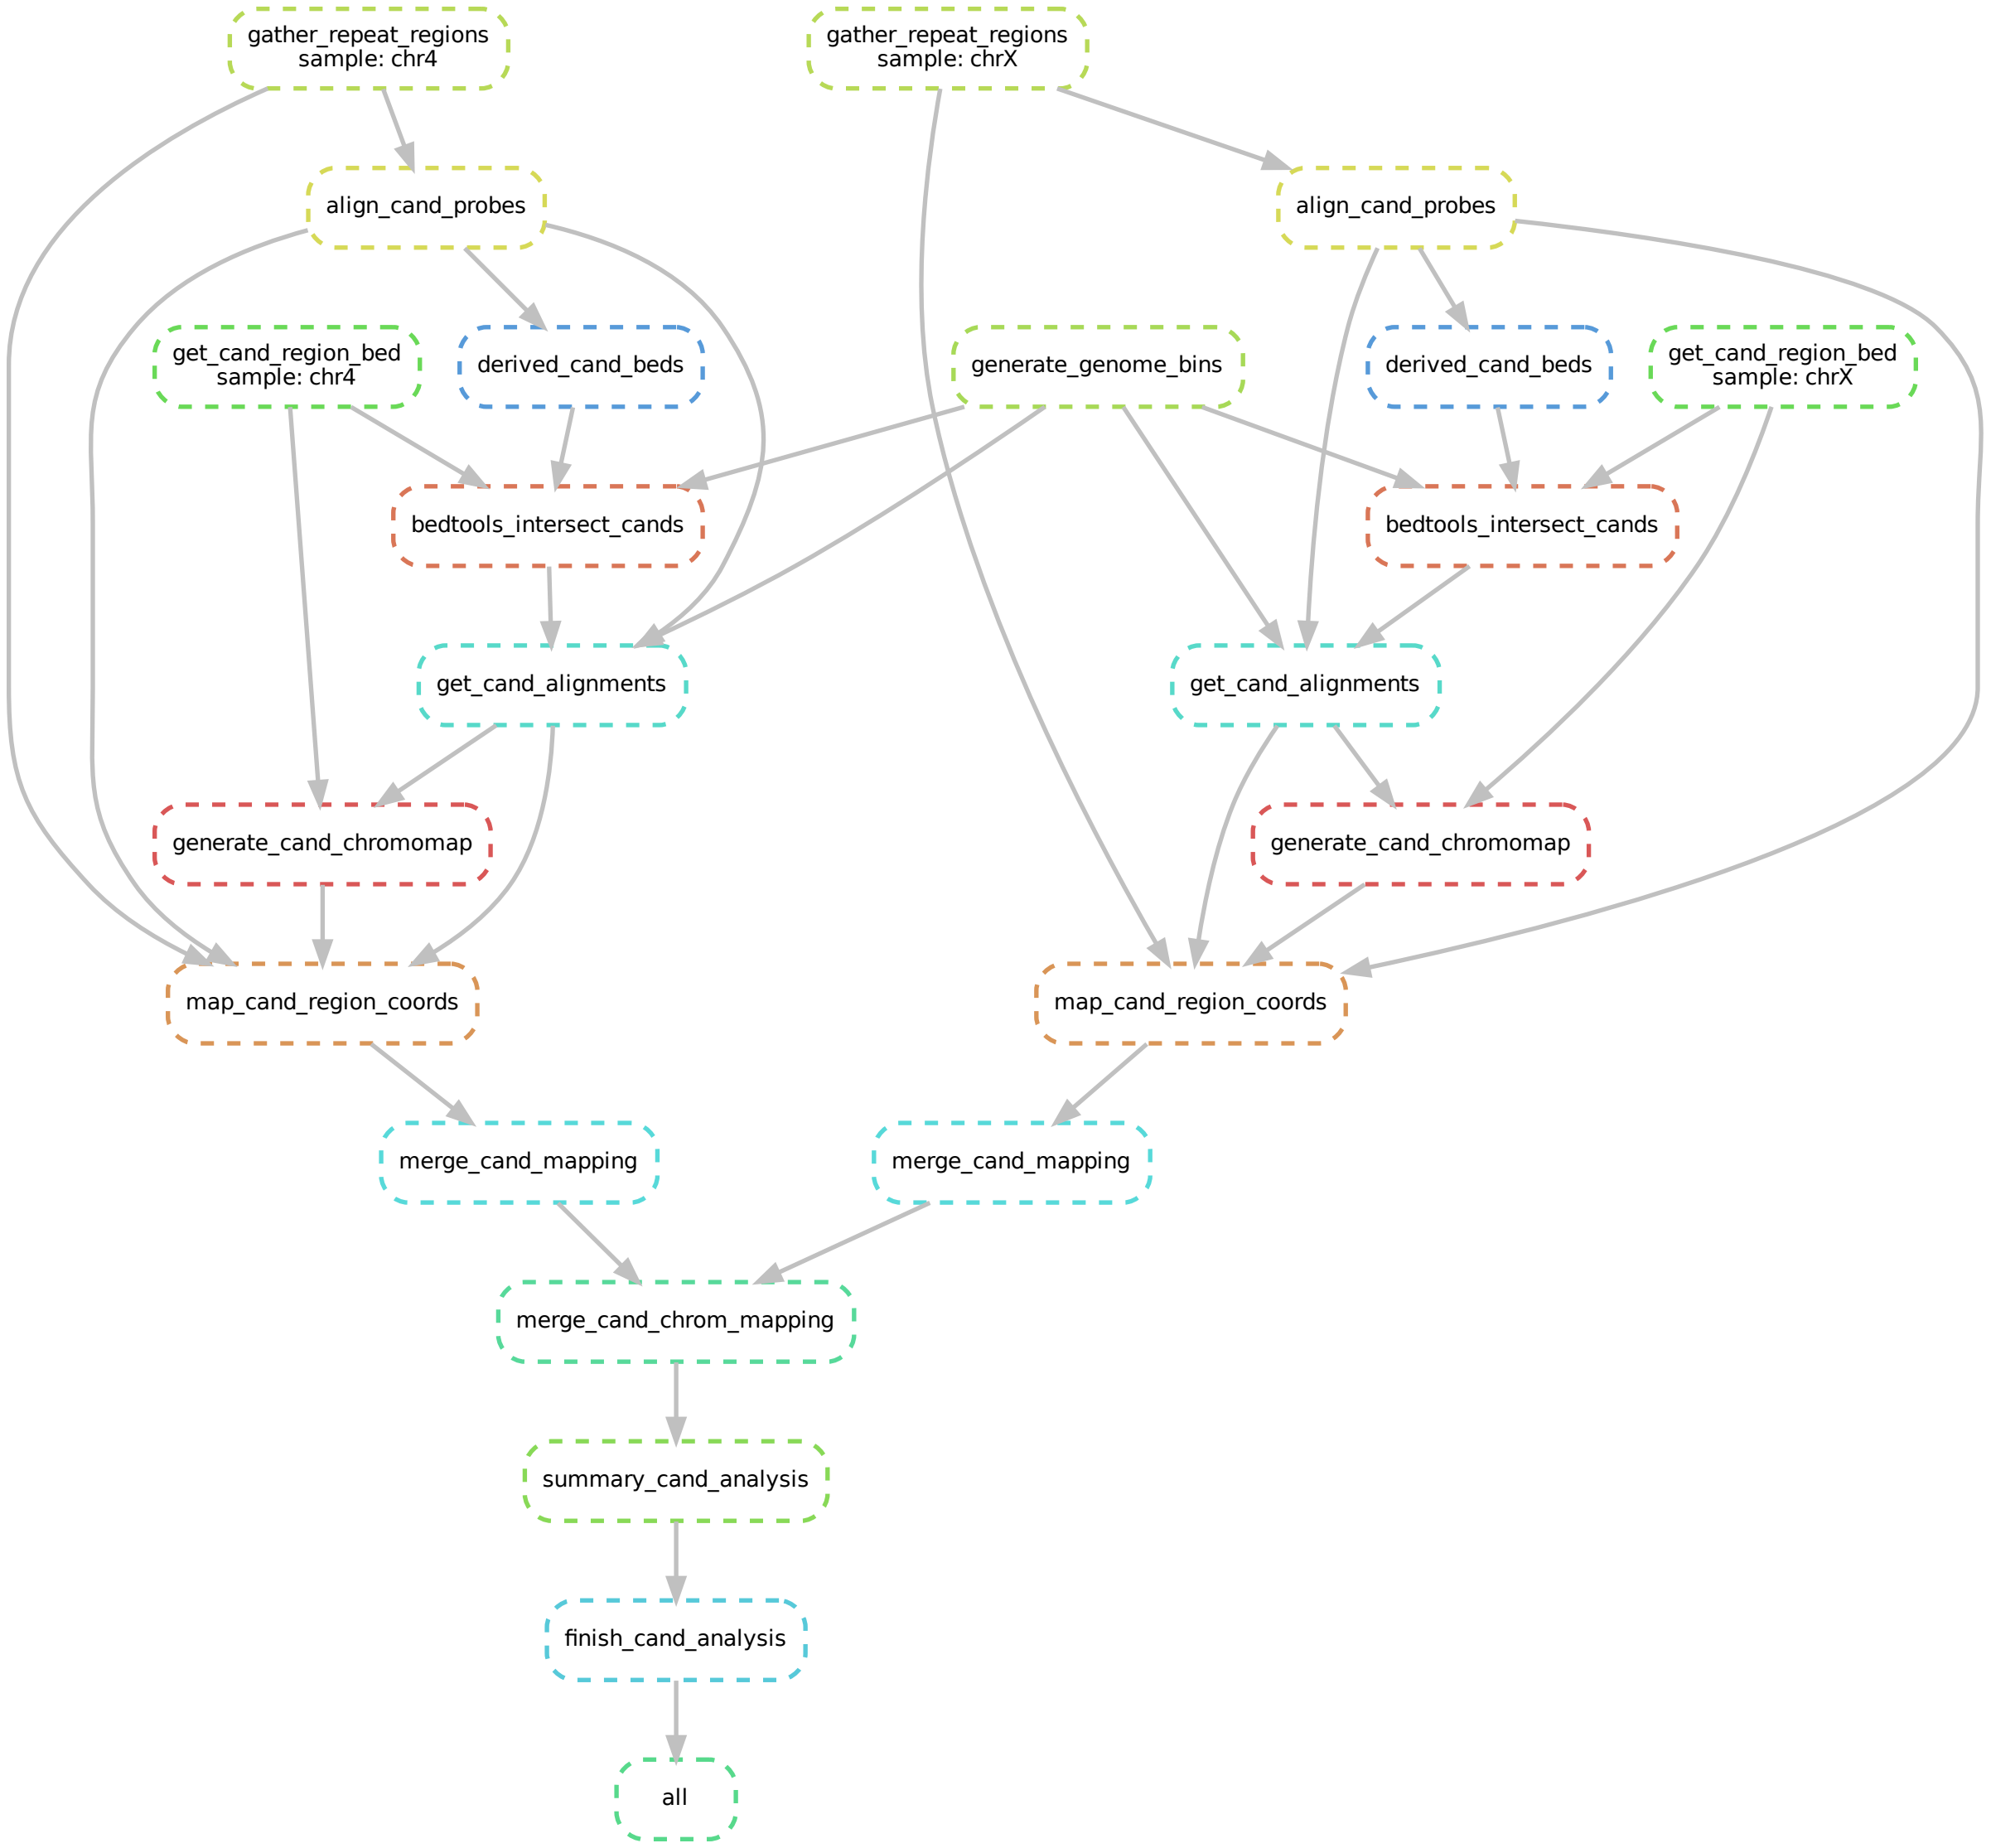 gather_repeat_regions
sample: chr4
gather_repeat_regions
sample: chrX
align_cand_probes
align_cand_probes
get_cand_region_bed
sample: chr4
derived_cand_beds
generate_genome_bins
derived_cand_beds
get_cand_region_bed
sample: chrX
bedtools_intersect_cands
bedtools_intersect_cands
get_cand_alignments
get_cand_alignments
generate_cand_chromomap
generate_cand_chromomap
map_cand_region_coords
map_cand_region_coords
merge_cand_mapping
merge_cand_mapping
merge_cand_chrom_mapping
summary_cand_analysis
finish_cand_analysis
all